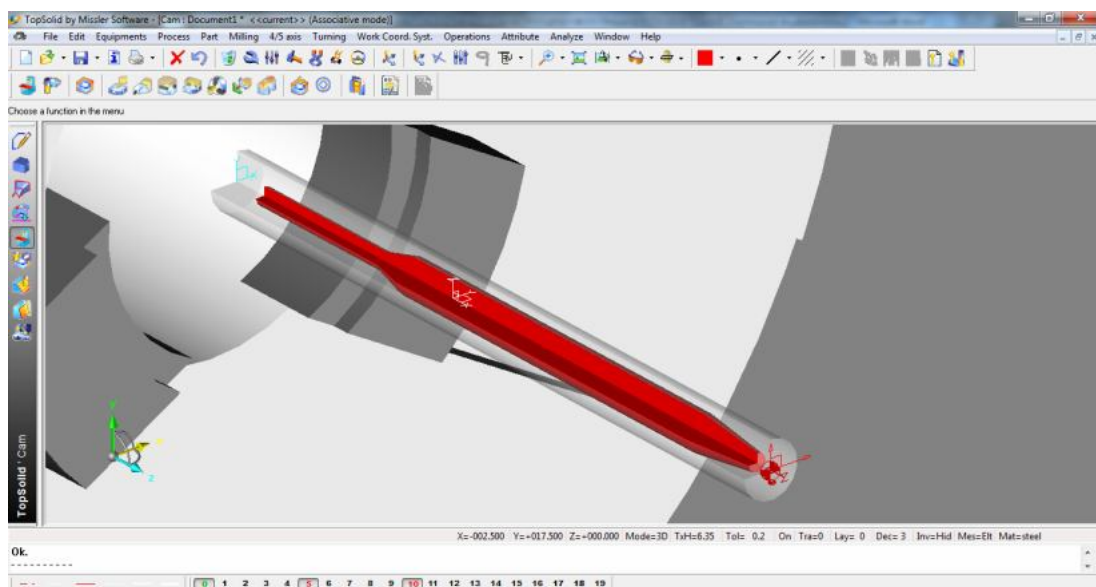 TopSolid by Missler Software - [Cam : Document1 * <<current>> (Associative mode)]
File Edit Equipments Process Part Milling 4/5 axis Turning Work Coord. Syst. Operations Attribute Analyze Window Help
Choose a function in the menu
TopSolid ' Cam
X=-002.500 Y=+017.500 Z=+000.000 Mode=3D TxH=6.35 Tol= 0.2 On Tra=0 Lay= 0 Dec= 3 Inv=Hid Mes=Elt Mat=steel
Ok.
----------
0 1 2 3 4 5 6 7 8 9 10 11 12 13 14 15 16 17 18 19